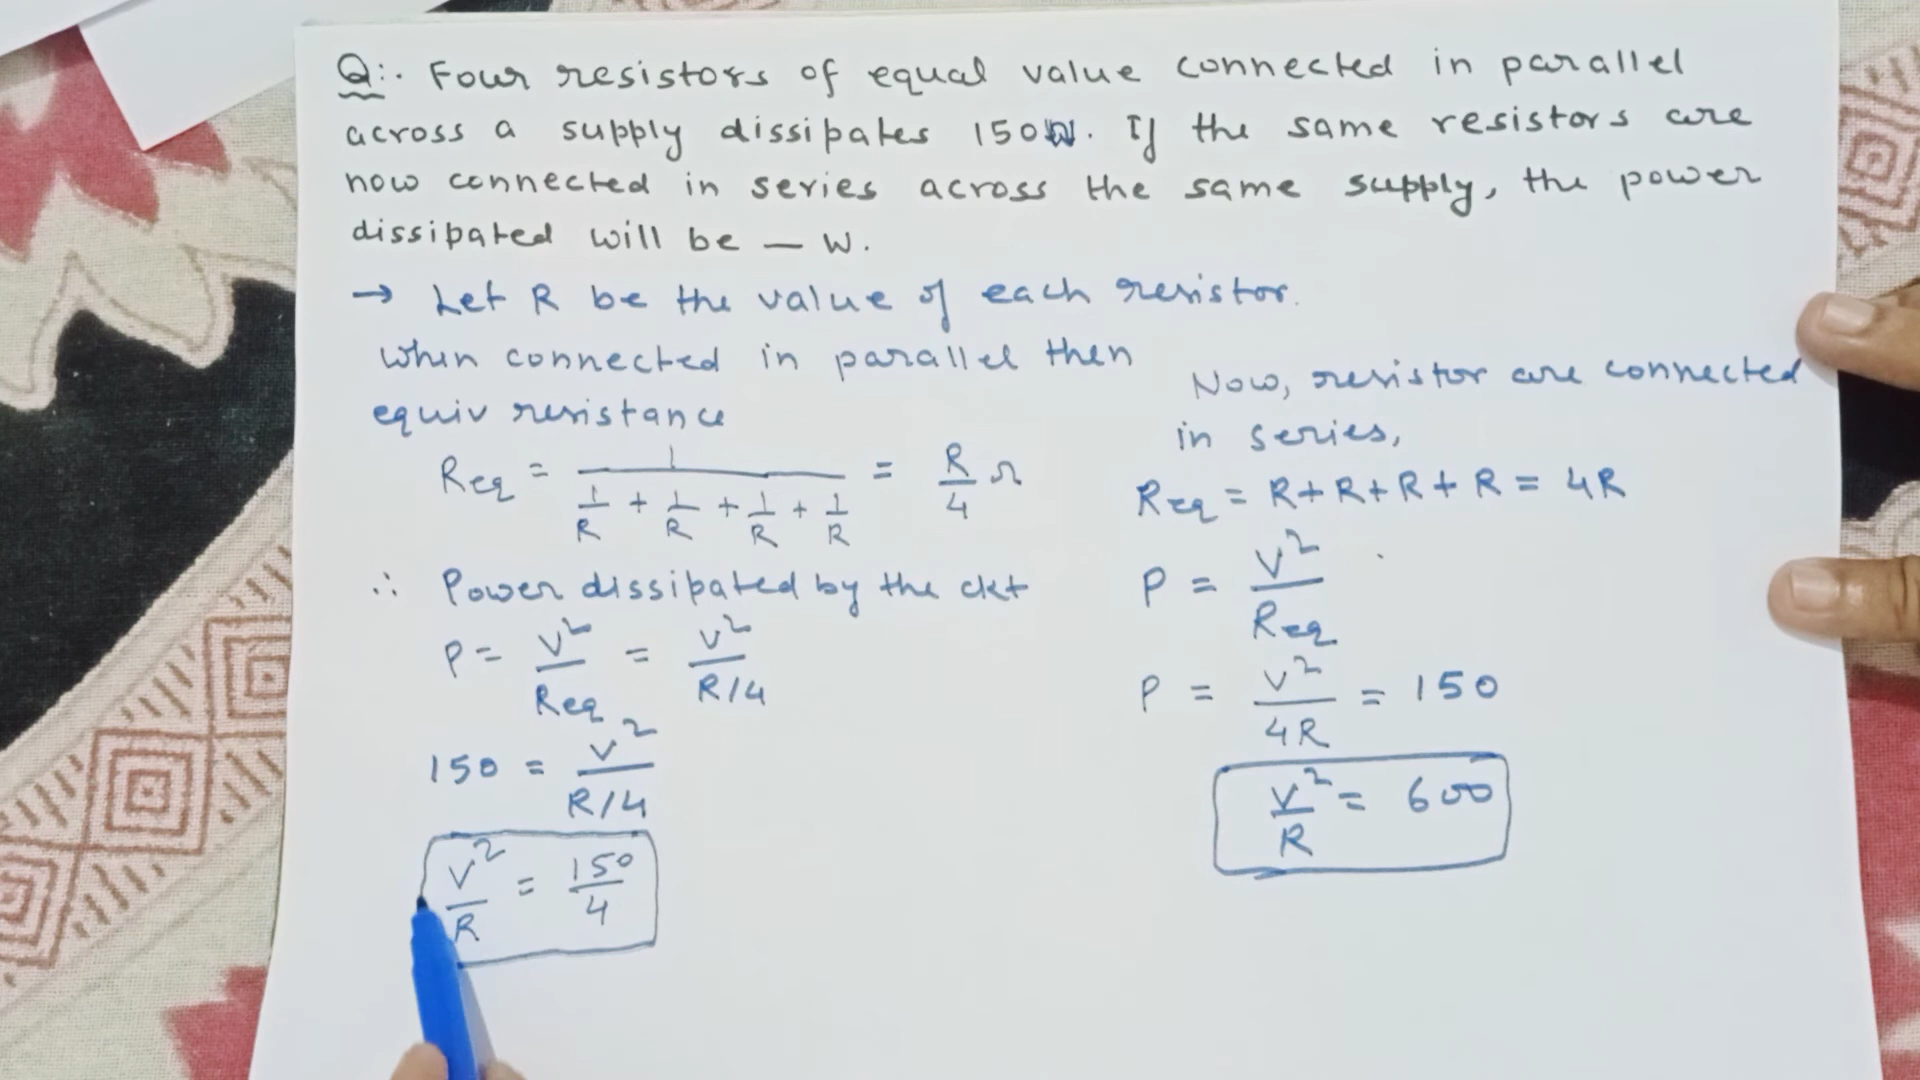 Q:. Four resistors of equal value connected in parallel
across a supply dissipates 150W. If the same resistors are
now connected in series across the same supply, the power
dissipated will be — W.
→ Let R be the value of each resistor.
when connected in parallel then
equiv resistance
Req = 1 / (1/R + 1/R + 1/R + 1/R) = R/4 Ω
∴ Power dissipated by the ckt
P = V²/Req = V²/(R/4)
150 = V²/(R/4)
V²/R = 150/4
Now, resistor are connected
in series,
Req = R+R+R+R = 4R
P = V²/Req
P = V²/4R = 150
V²/R = 600